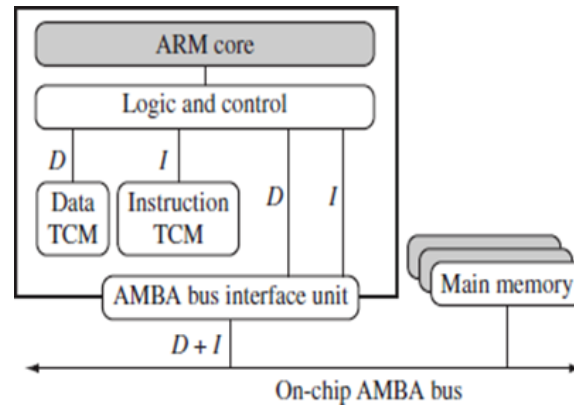 ARM core
Logic and control
D
I
D
I
Data
TCM
Instruction
TCM
AMBA bus interface unit
Main memory
D + I
On-chip AMBA bus